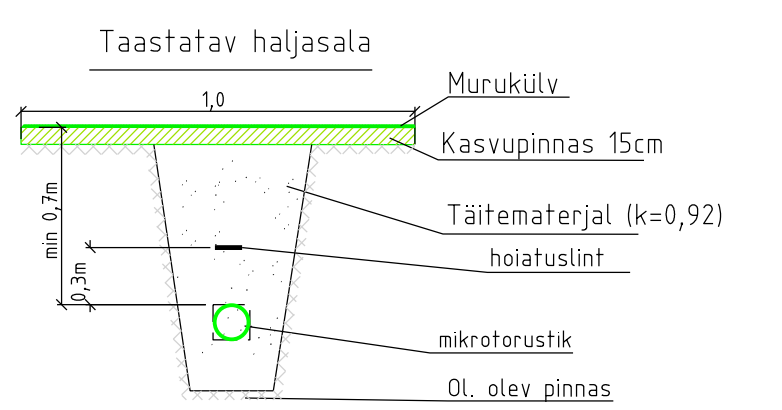 Taastatav haljasala
Murukülv
1,0
Kasvupinnas 15cm
min 0,7m
Täitematerjal (k=0,92)
hoiatuslint
0,3m
mikrotorustik
Ol. olev pinnas